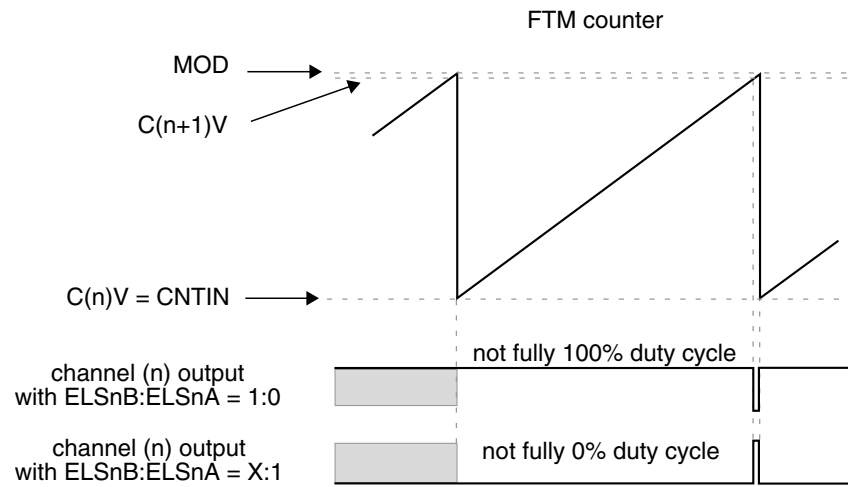 FTM counter
MOD
C(n+1)V
C(n)V = CNTIN
not fully 100% duty cycle
channel (n) output
with ELSnB:ELSnA = 1:0
channel (n) output
with ELSnB:ELSnA = X:1
not fully 0% duty cycle